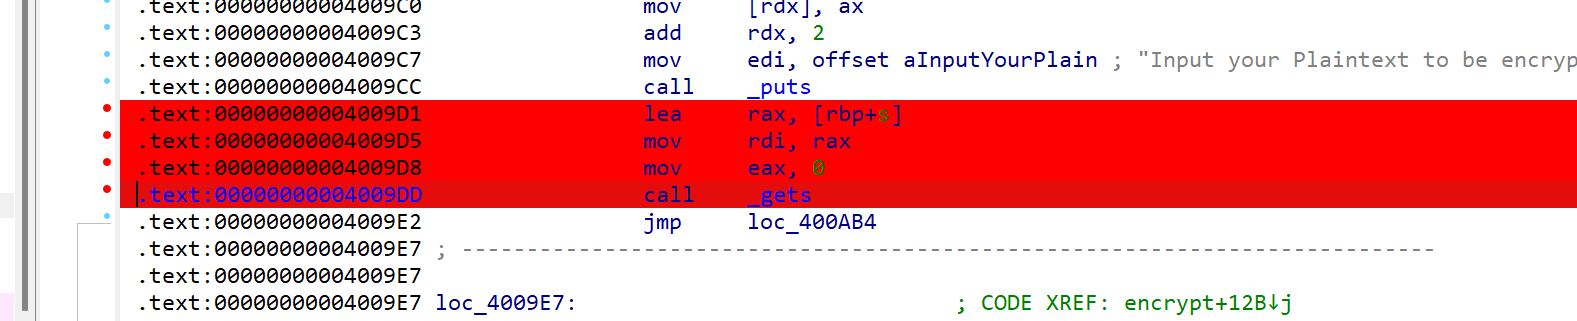 .text:00000000004009C0                 mov     [rdx], ax
.text:00000000004009C3                 add     rdx, 2
.text:00000000004009C7                 mov     edi, offset aInputYourPlain ; "Input your Plaintext to be encryp
.text:00000000004009CC                 call    _puts
.text:00000000004009D1                 lea     rax, [rbp+s]
.text:00000000004009D5                 mov     rdi, rax
.text:00000000004009D8                 mov     eax, 0
.text:00000000004009DD                 call    _gets
.text:00000000004009E2                 jmp     loc_400AB4
.text:00000000004009E7 ; ---------------------------------------------------------------------------
.text:00000000004009E7
.text:00000000004009E7 loc_4009E7:                             ; CODE XREF: encrypt+12B↓j